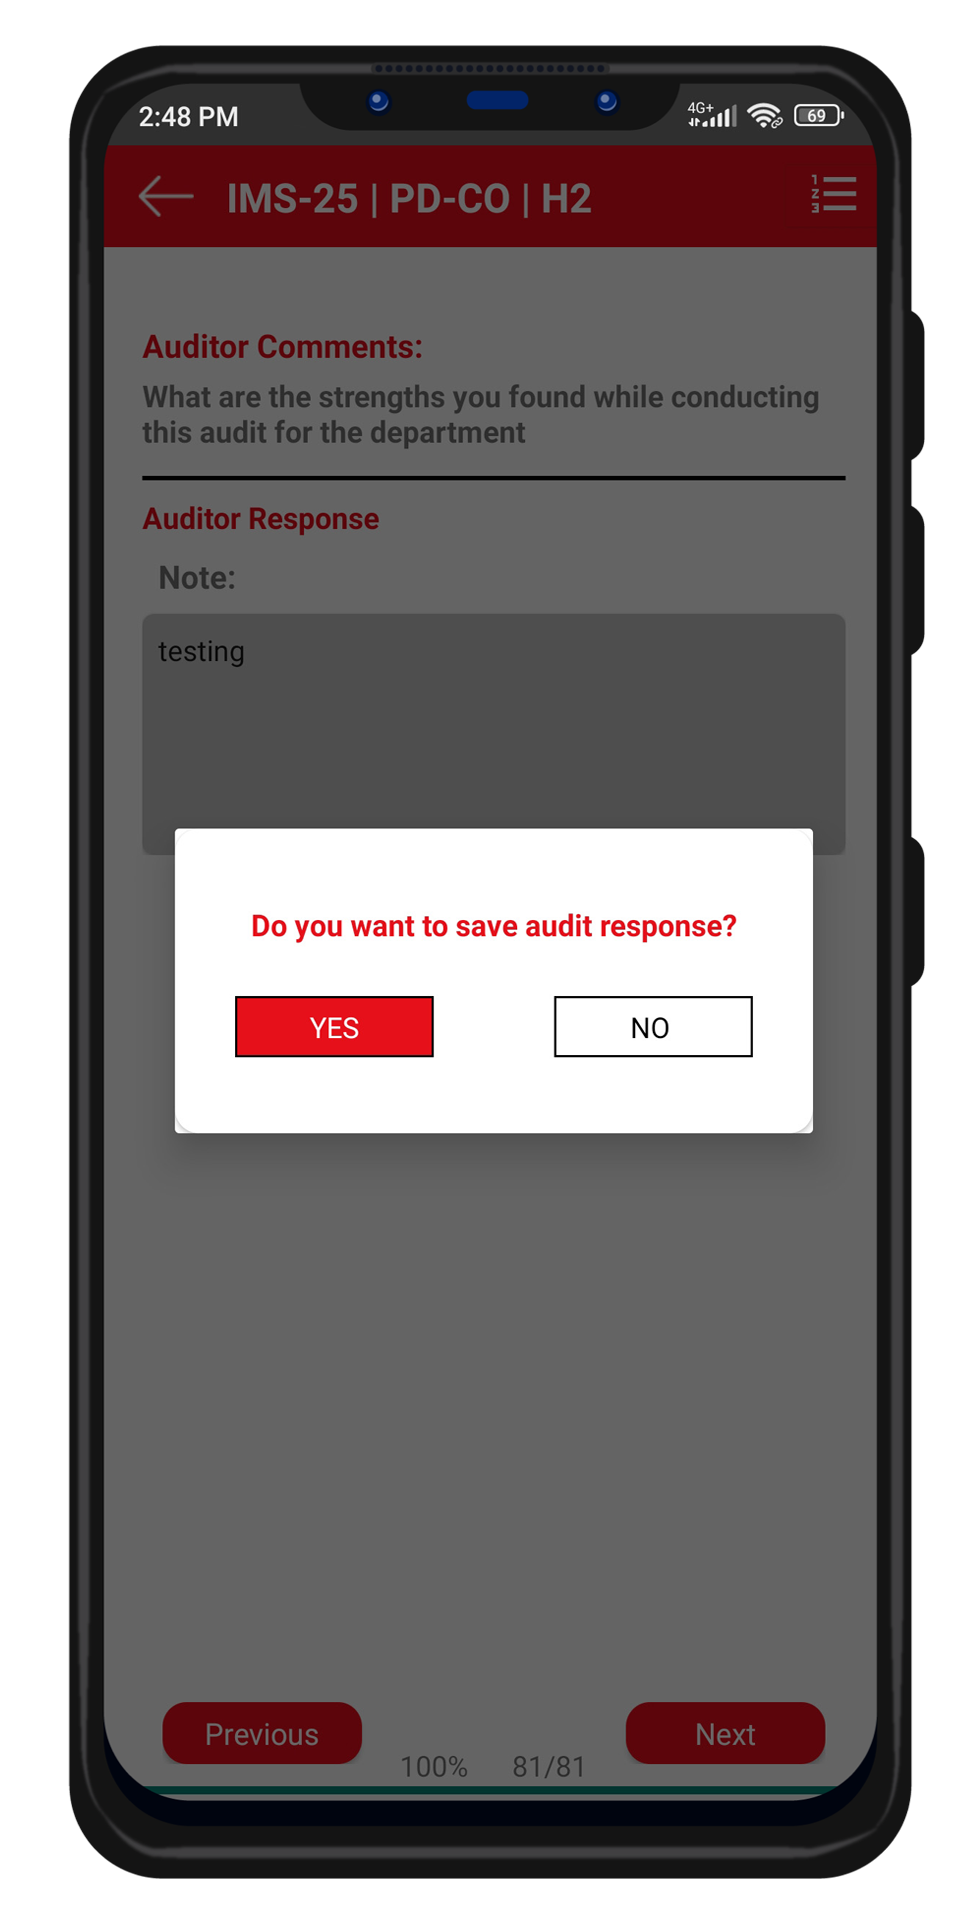 2:48 PM
4G+
69
IMS-25 | PD-CO | H2
1
2
3
Auditor Comments:
What are the strengths you found while conducting
this audit for the department
Auditor Response
Note:
testing
Do you want to save audit response?
YES
NO
Previous
Next
100%
81/81